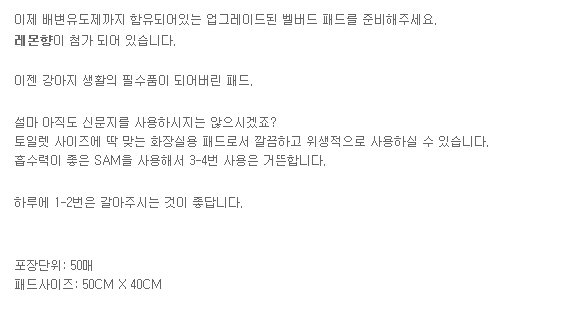 이제 배변유도제까지 함유되어있는 업그레이드된 벨버드 패드를 준비해주세요.
레몬향이 첨가 되어 있습니다.
이젠 강아지 생활의 필수품이 되어버린 패드.
설마 아직도 신문지를 사용하시지는 않으시겠죠?
토일렛 사이즈에 딱 맞는 화장실용 패드로서 깔끔하고 위생적으로 사용하실 수 있습니다.
흡수력이 좋은 SAM을 사용해서 3-4번 사용은 거뜬합니다.
하루에 1-2번은 갈아주시는 것이 좋답니다.
포장단위: 50매
패드사이즈: 50CM X 40CM